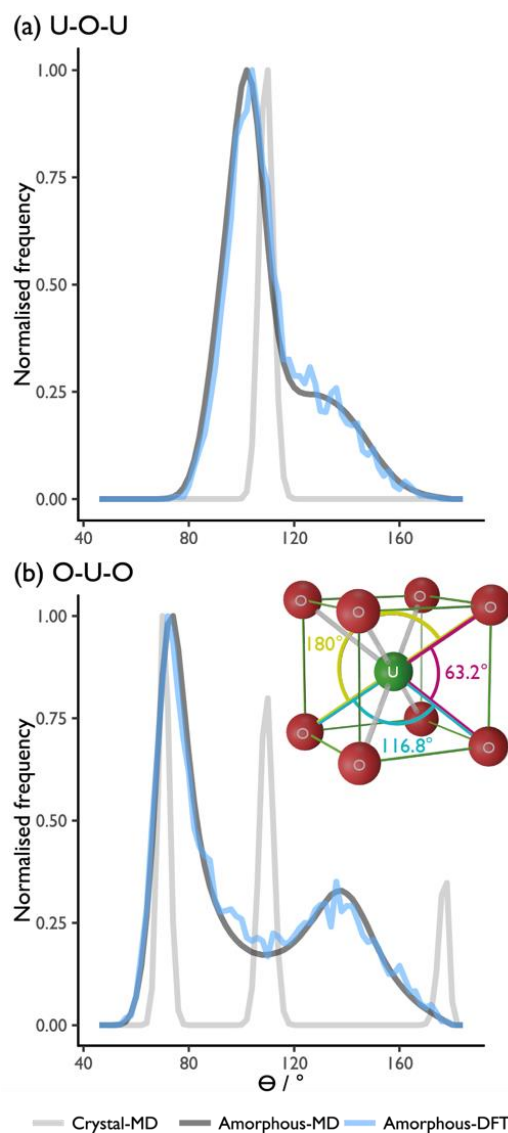 (a) U-O-U
1.00
0.75
0.50
0.25
0.00
Normalised frequency
40 80 120 160
(b) O-U-O
1.00
0.75
0.50
0.25
0.00
Normalised frequency
O O
O O
180°
U
63.2°
O O
116.8°
O O
40 80 120 160
Θ / °
Crystal-MD Amorphous-MD Amorphous-DFT